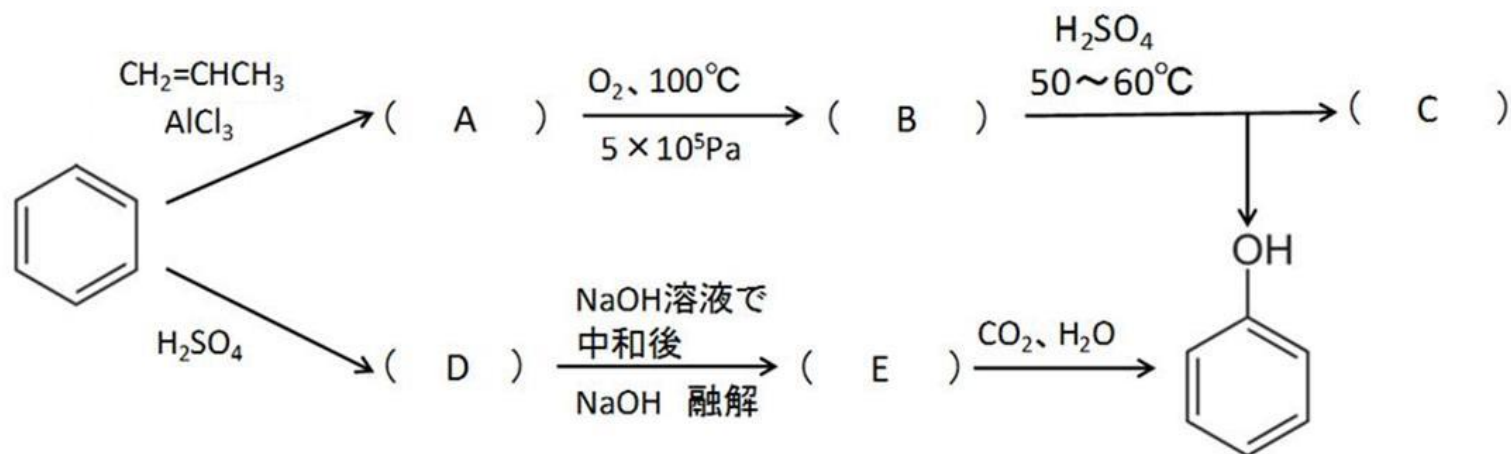 CH₂=CHCH₃
AlCl₃
( A )
O₂、100℃
5×10⁵Pa
( B )
H₂SO₄
50～60℃
( C )
OH
H₂SO₄
( D )
NaOH溶液で
中和後
NaOH 融解
( E )
CO₂、H₂O